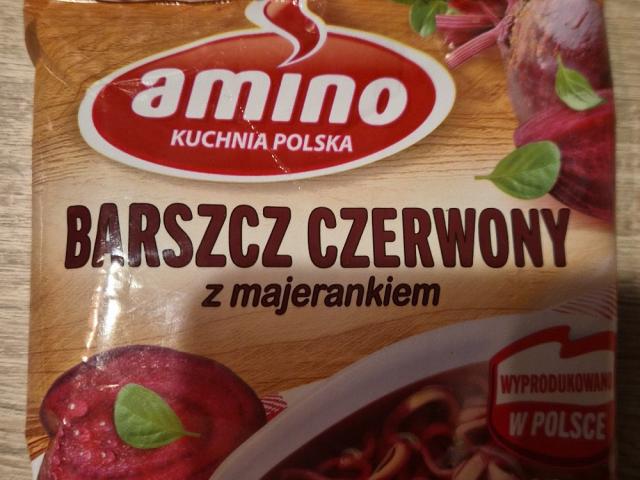 amino
KUCHNIA POLSKA
BARSZCZ CZERWONY
z majerankiem
WYPRODUKOWANO
W POLSCE